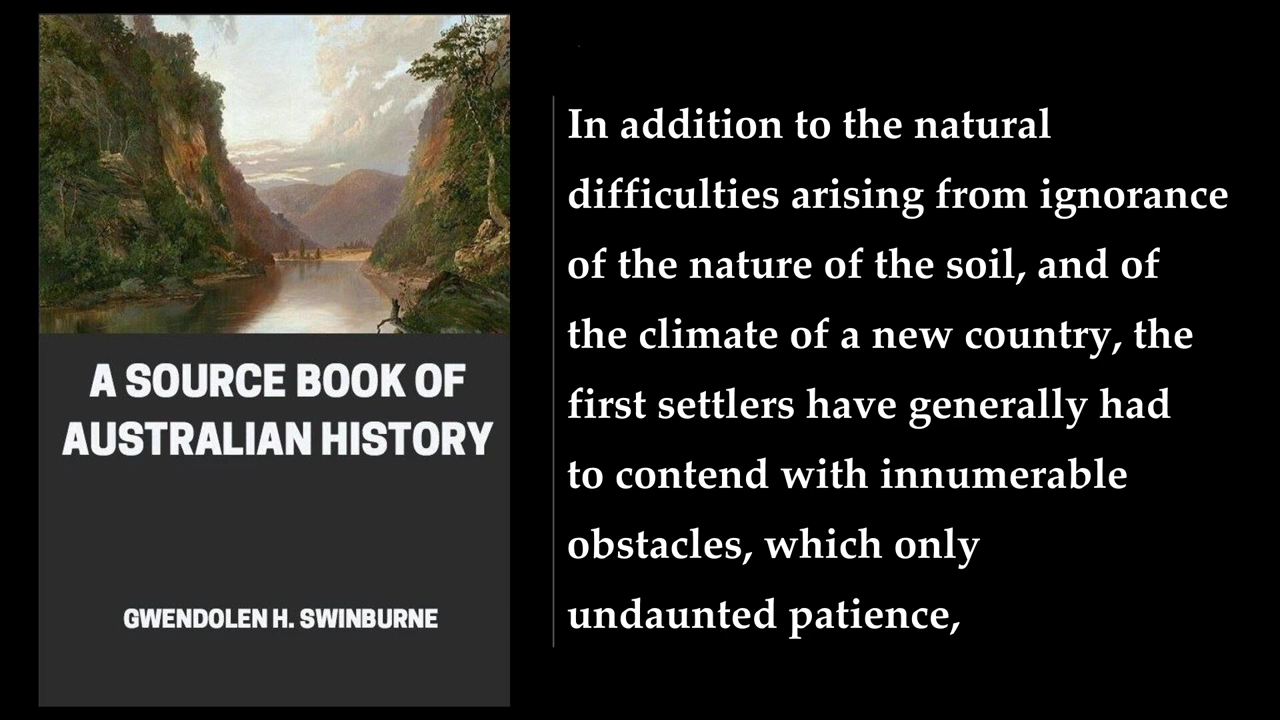 A SOURCE BOOK OF
AUSTRALIAN HISTORY
GWENDOLEN H. SWINBURNE
In addition to the natural
difficulties arising from ignorance
of the nature of the soil, and of
the climate of a new country, the
first settlers have generally had
to contend with innumerable
obstacles, which only
undaunted patience,